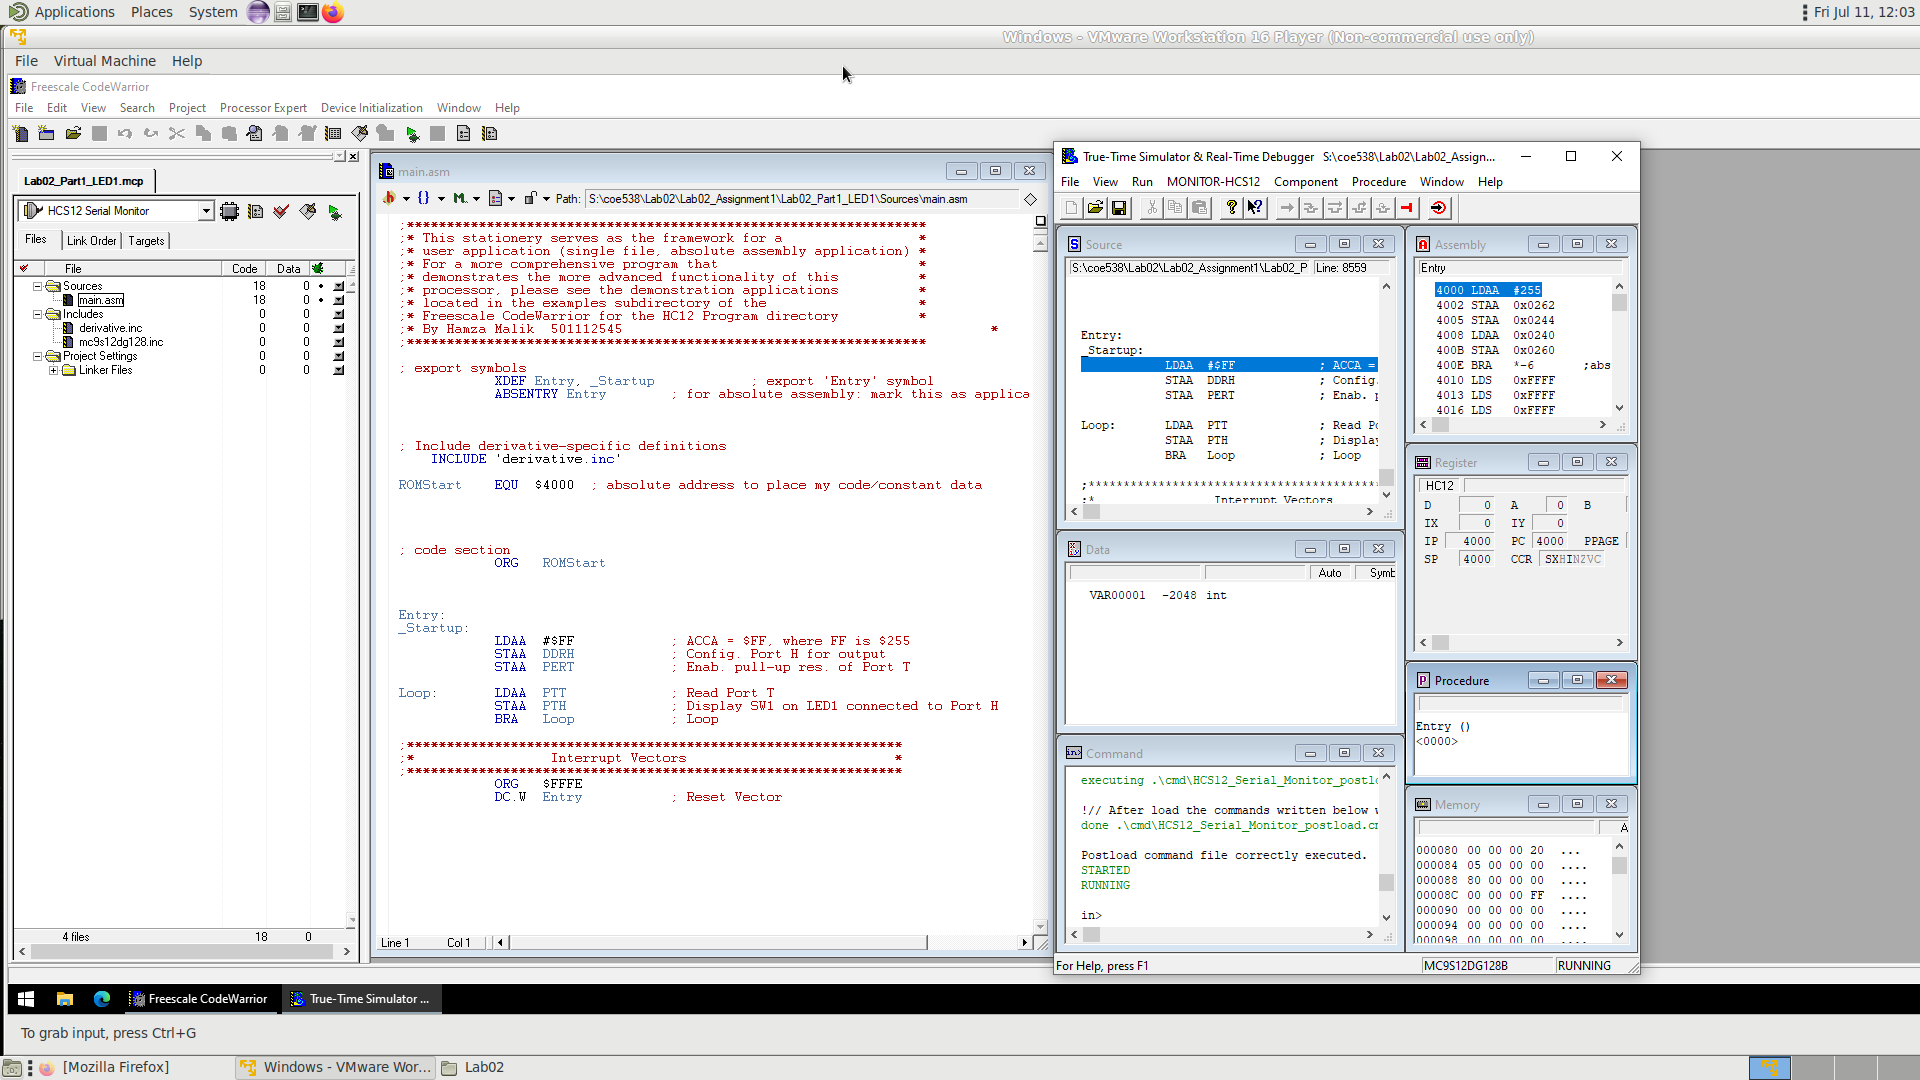 Applications Places System Fri Jul 11, 12:03
Windows - VMware Workstation 16 Player (Non-commercial use only)
File Virtual Machine Help
Freescale CodeWarrior
File Edit View Search Project Processor Expert Device Initialization Window Help
Lab02_Part1_LED1.mcp
HCS12 Serial Monitor
Files Link Order Targets
File Code Data
Sources 18 0
main.asm 18 0
Includes 0 0
derivative.inc 0 0
mc9s12dg128.inc 0 0
Project Settings 0 0
Linker Files 0 0
4 files 18 0
main.asm
Path: S:\coe538\Lab02\Lab02_Assignment1\Lab02_Part1_LED1\Sources\main.asm
;*****************************************************************
;* This stationery serves as the framework for a *
;* user application (single file, absolute assembly application) *
;* For a more comprehensive program that *
;* demonstrates the more advanced functionality of this *
;* processor, please see the demonstration applications *
;* located in the examples subdirectory of the *
;* Freescale CodeWarrior for the HC12 Program directory *
;* By Hamza Malik 501112545 *
;*****************************************************************
; export symbols
XDEF Entry, _Startup ; export 'Entry' symbol
ABSENTRY Entry ; for absolute assembly: mark this as applica
; Include derivative-specific definitions
INCLUDE 'derivative.inc'
ROMStart EQU $4000 ; absolute address to place my code/constant data
; code section
ORG ROMStart
Entry:
_Startup:
LDAA #$FF ; ACCA = $FF, where FF is $255
STAA DDRH ; Config. Port H for output
STAA PERT ; Enab. pull-up res. of Port T
Loop: LDAA PTT ; Read Port T
STAA PTH ; Display SW1 on LED1 connected to Port H
BRA Loop ; Loop
;**************************************************************
;* Interrupt Vectors *
;**************************************************************
ORG $FFFE
DC.W Entry ; Reset Vector
Line 1 Col 1
True-Time Simulator & Real-Time Debugger S:\coe538\Lab02\Lab02_Assign...
File View Run MONITOR-HCS12 Component Procedure Window Help
Source
S:\coe538\Lab02\Lab02_Assignment1\Lab02_P Line: 8559
Entry:
_Startup:
LDAA #$FF ; ACCA =
STAA DDRH ; Config.
STAA PERT ; Enab. p
Loop: LDAA PTT ; Read Po
STAA PTH ; Display
BRA Loop ; Loop
;**************************************
;* Interrupt Vectors
Assembly
Entry
4000 LDAA #255
4002 STAA 0x0262
4005 STAA 0x0244
4008 LDAA 0x0240
400B STAA 0x0260
400E BRA *-6 ;abs
4010 LDS 0xFFFF
4013 LDS 0xFFFF
4016 LDS 0xFFFF
Register
HC12
D 0 A 0 B
IX 0 IY 0
IP 4000 PC 4000 PPAGE
SP 4000 CCR SXHINZVC
Data
Auto Symb
VAR00001 -2048 int
Procedure
Entry ()
<0000>
Command
executing .\cmd\HCS12_Serial_Monitor_postlo
!// After load the commands written below w
done .\cmd\HCS12_Serial_Monitor_postload.cm
Postload command file correctly executed.
STARTED
RUNNING
in>
Memory
A
000080 00 00 00 20 ...
000084 05 00 00 00 ....
000088 80 00 00 00 ....
00008C 00 00 00 FF ....
000090 00 00 00 00 ....
000094 00 00 00 00 ....
000098 00 00 00 00 ....
For Help, press F1 MC9S12DG128B RUNNING
Freescale CodeWarrior True-Time Simulator ...
To grab input, press Ctrl+G
[Mozilla Firefox] Windows - VMware Wor... Lab02